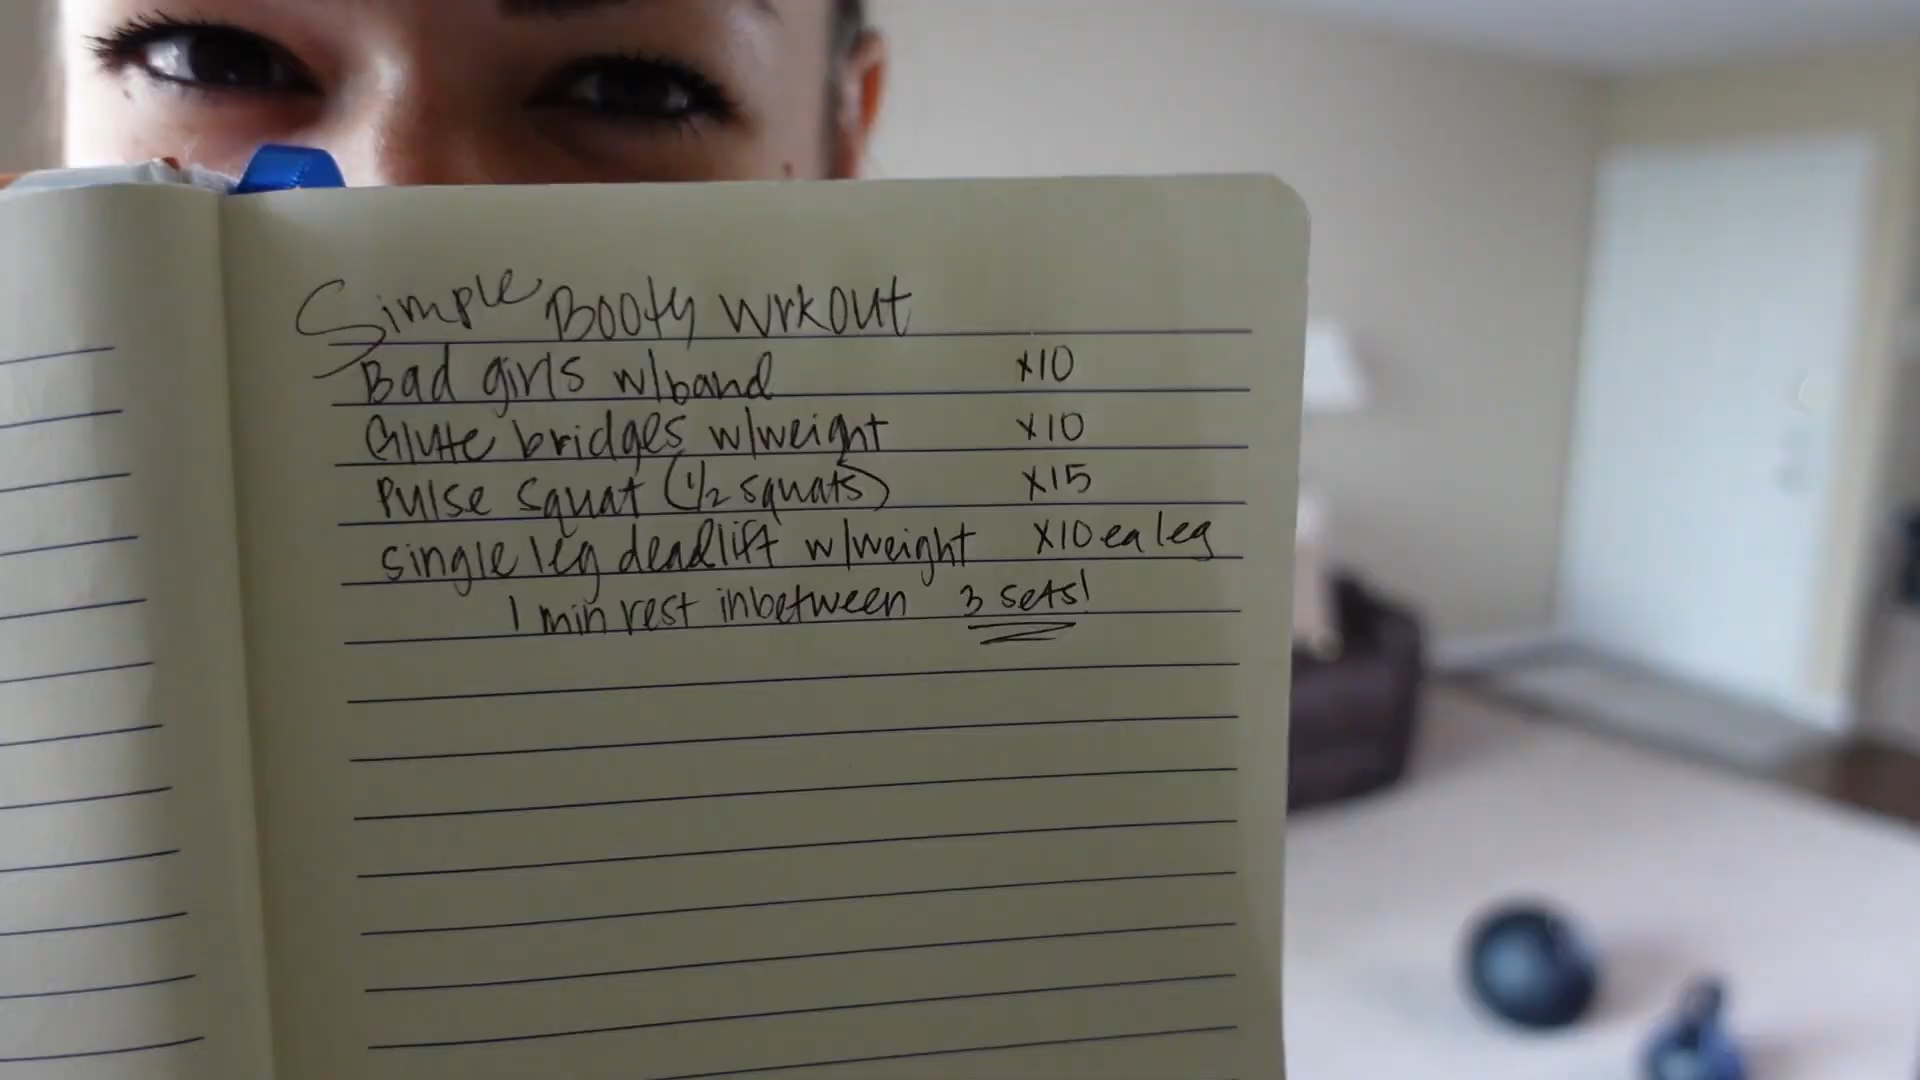 Simple Booty Wrkout
Bad girls w/band x10
Glute bridges w/weight x10
Pulse squat (1/2 squats) x15
single leg deadlift w/weight x10 ea leg
1 min rest inbetween 3 sets!